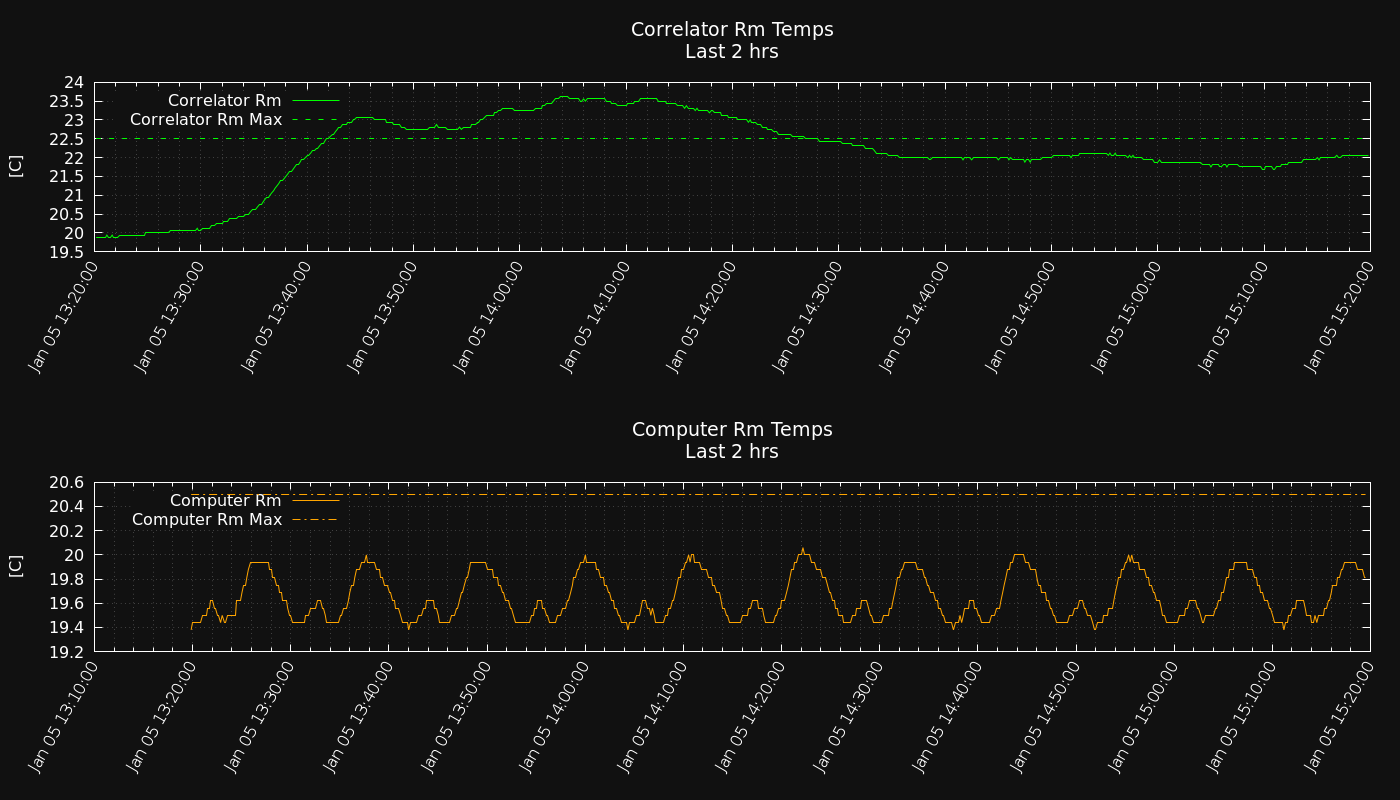 Correlator Rm Temps
Last 2 hrs
24
23.5
23
22.5
22
21.5
21
20.5
20
19.5
[C]
Correlator Rm
Correlator Rm Max
Jan 05 13:20:00
Jan 05 13:30:00
Jan 05 13:40:00
Jan 05 13:50:00
Jan 05 14:00:00
Jan 05 14:10:00
Jan 05 14:20:00
Jan 05 14:30:00
Jan 05 14:40:00
Jan 05 14:50:00
Jan 05 15:00:00
Jan 05 15:10:00
Jan 05 15:20:00
Computer Rm Temps
Last 2 hrs
20.6
20.4
20.2
20
19.8
19.6
19.4
19.2
[C]
Computer Rm
Computer Rm Max
Jan 05 13:10:00
Jan 05 13:20:00
Jan 05 13:30:00
Jan 05 13:40:00
Jan 05 13:50:00
Jan 05 14:00:00
Jan 05 14:10:00
Jan 05 14:20:00
Jan 05 14:30:00
Jan 05 14:40:00
Jan 05 14:50:00
Jan 05 15:00:00
Jan 05 15:10:00
Jan 05 15:20:00